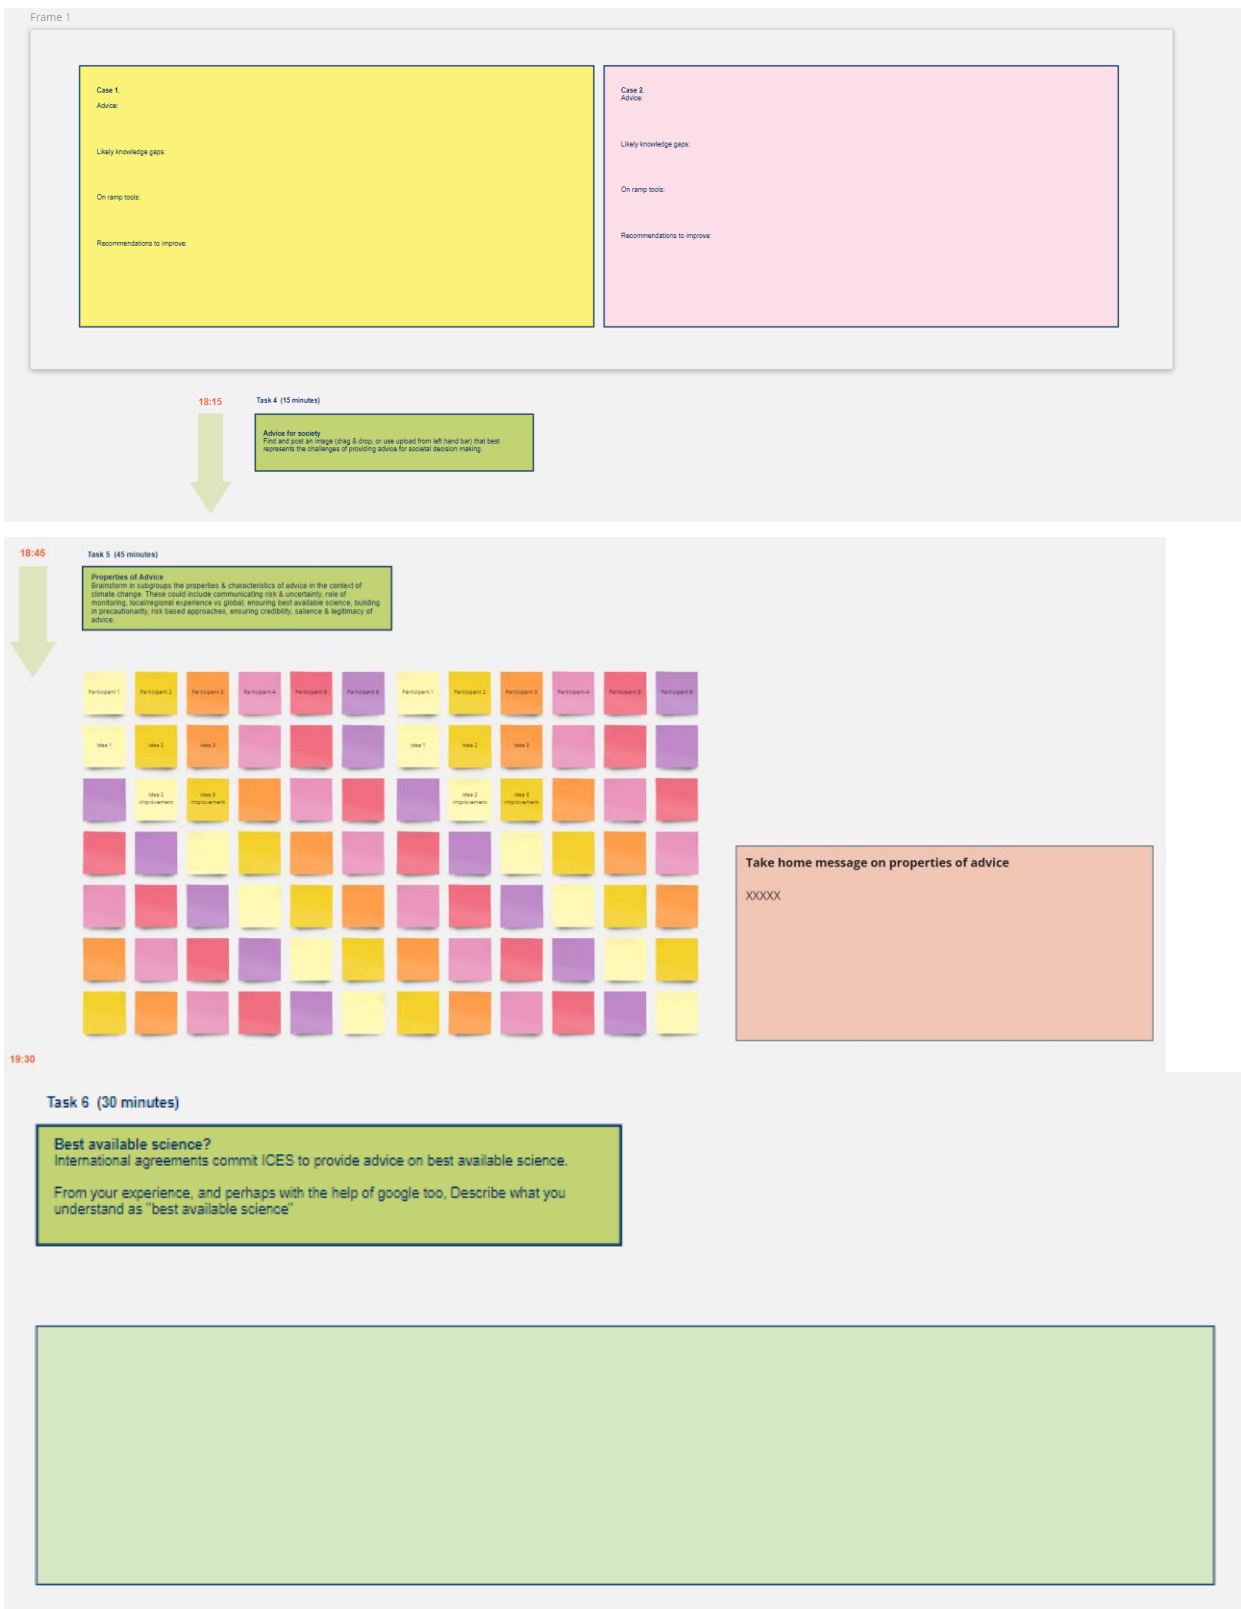 Frame 1
Case 1.
Advice:
Likely knowledge gaps:
On ramp tools:
Recommendations to improve:
Case 2.
Advice:
Likely knowledge gaps:
On ramp tools:
Recommendations to improve:
18:15
Task 4 (15 minutes)
Advice for society
Find and post an image (drag & drop, or use upload from left hand bar) that best
represents the challenges of providing advice for societal decision making.
18:45
Task 5 (45 minutes)
Properties of Advice
Brainstorm in subgroups the properties & characteristics of advice in the context of
climate change. These could include communicating risk & uncertainty, role of
monitoring, local/regional experience vs global, ensuring best available science, building
in precautionarity, risk based approaches, ensuring credibility, salience & legitimacy of
advice.
Participant 1 Participant 2 Participant 3 Participant 4 Participant 5 Participant 6 Participant 1 Participant 2 Participant 3 Participant 4 Participant 5 Participant 6
Idea 1 Idea 2 Idea 3 Idea 1 Idea 2 Idea 3
Idea 2 Idea 3 Idea 2 Idea 3
improvement improvement improvement improvement
Take home message on properties of advice
XXXXX
19:30
Task 6 (30 minutes)
Best available science?
International agreements commit ICES to provide advice on best available science.
From your experience, and perhaps with the help of google too, Describe what you
understand as "best available science"